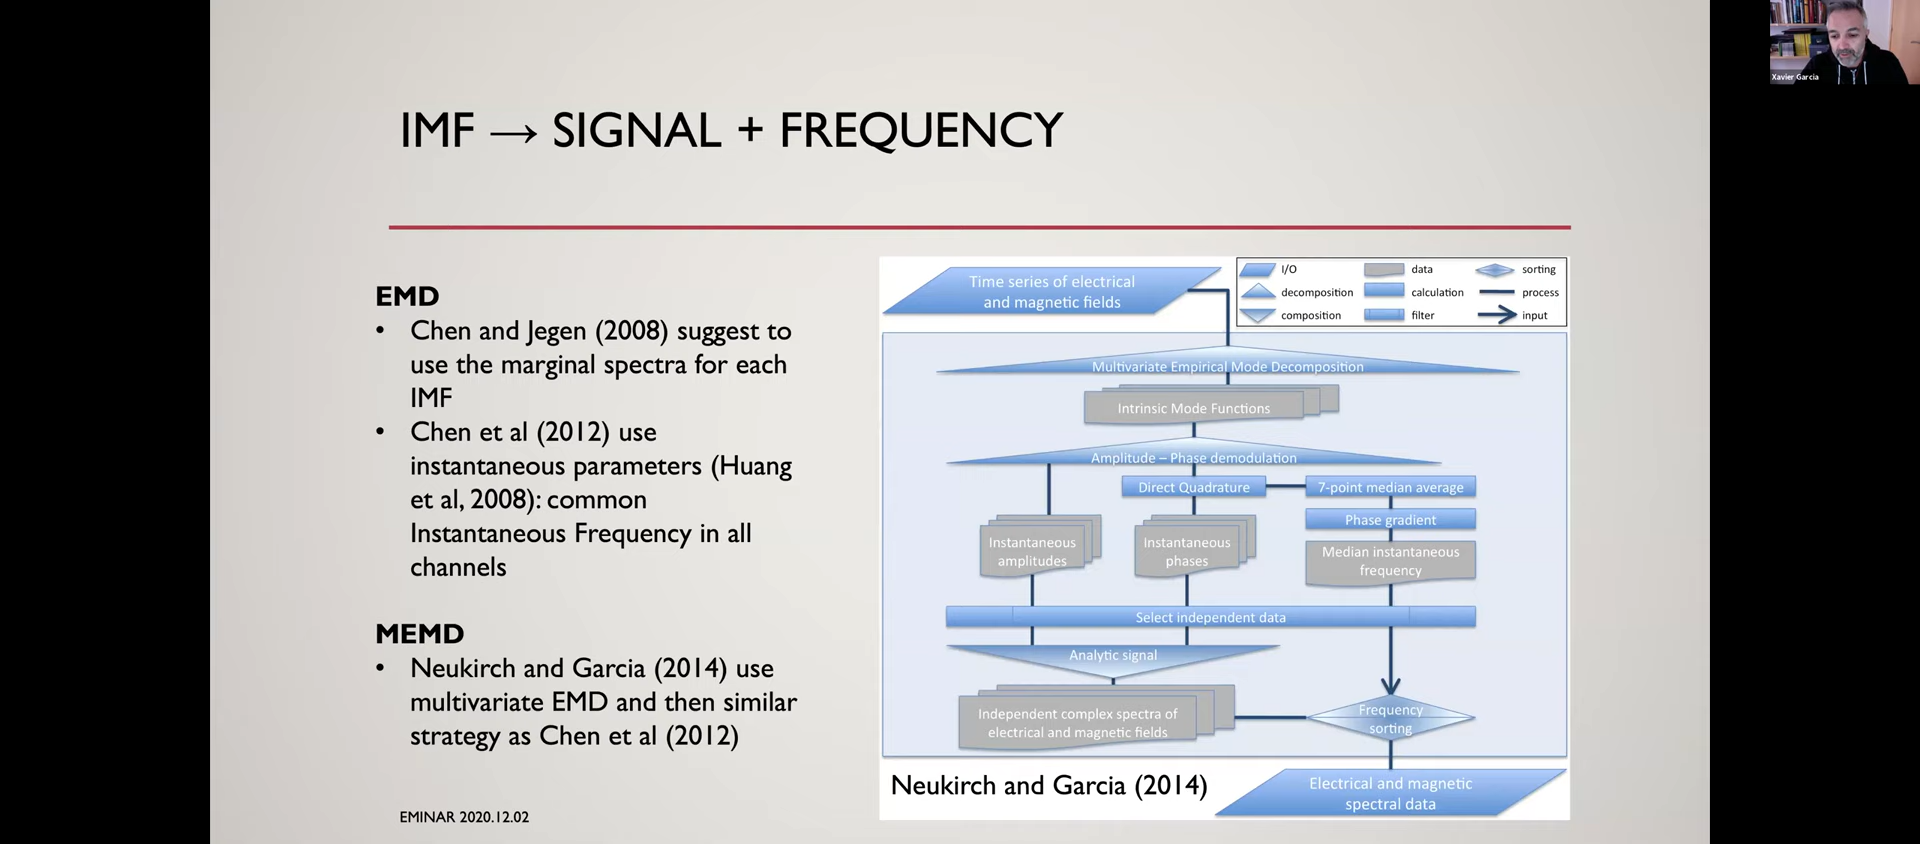 Xavier Garcia
IMF → SIGNAL + FREQUENCY
EMD
• Chen and Jegen (2008) suggest to
use the marginal spectra for each
IMF
• Chen et al (2012) use
instantaneous parameters (Huang
et al, 2008): common
Instantaneous Frequency in all
channels
MEMD
• Neukirch and Garcia (2014) use
multivariate EMD and then similar
strategy as Chen et al (2012)
EMINAR 2020.12.02
Time series of electrical
and magnetic fields
I/O
data
sorting
decomposition
calculation
process
composition
filter
input
Multivariate Empirical Mode Decomposition
Intrinsic Mode Functions
Amplitude – Phase demodulation
Direct Quadrature
7-point median average
Phase gradient
Instantaneous
amplitudes
Instantaneous
phases
Median instantaneous
frequency
Select independent data
Analytic signal
Independent complex spectra of
electrical and magnetic fields
Frequency
sorting
Neukirch and Garcia (2014)
Electrical and magnetic
spectral data